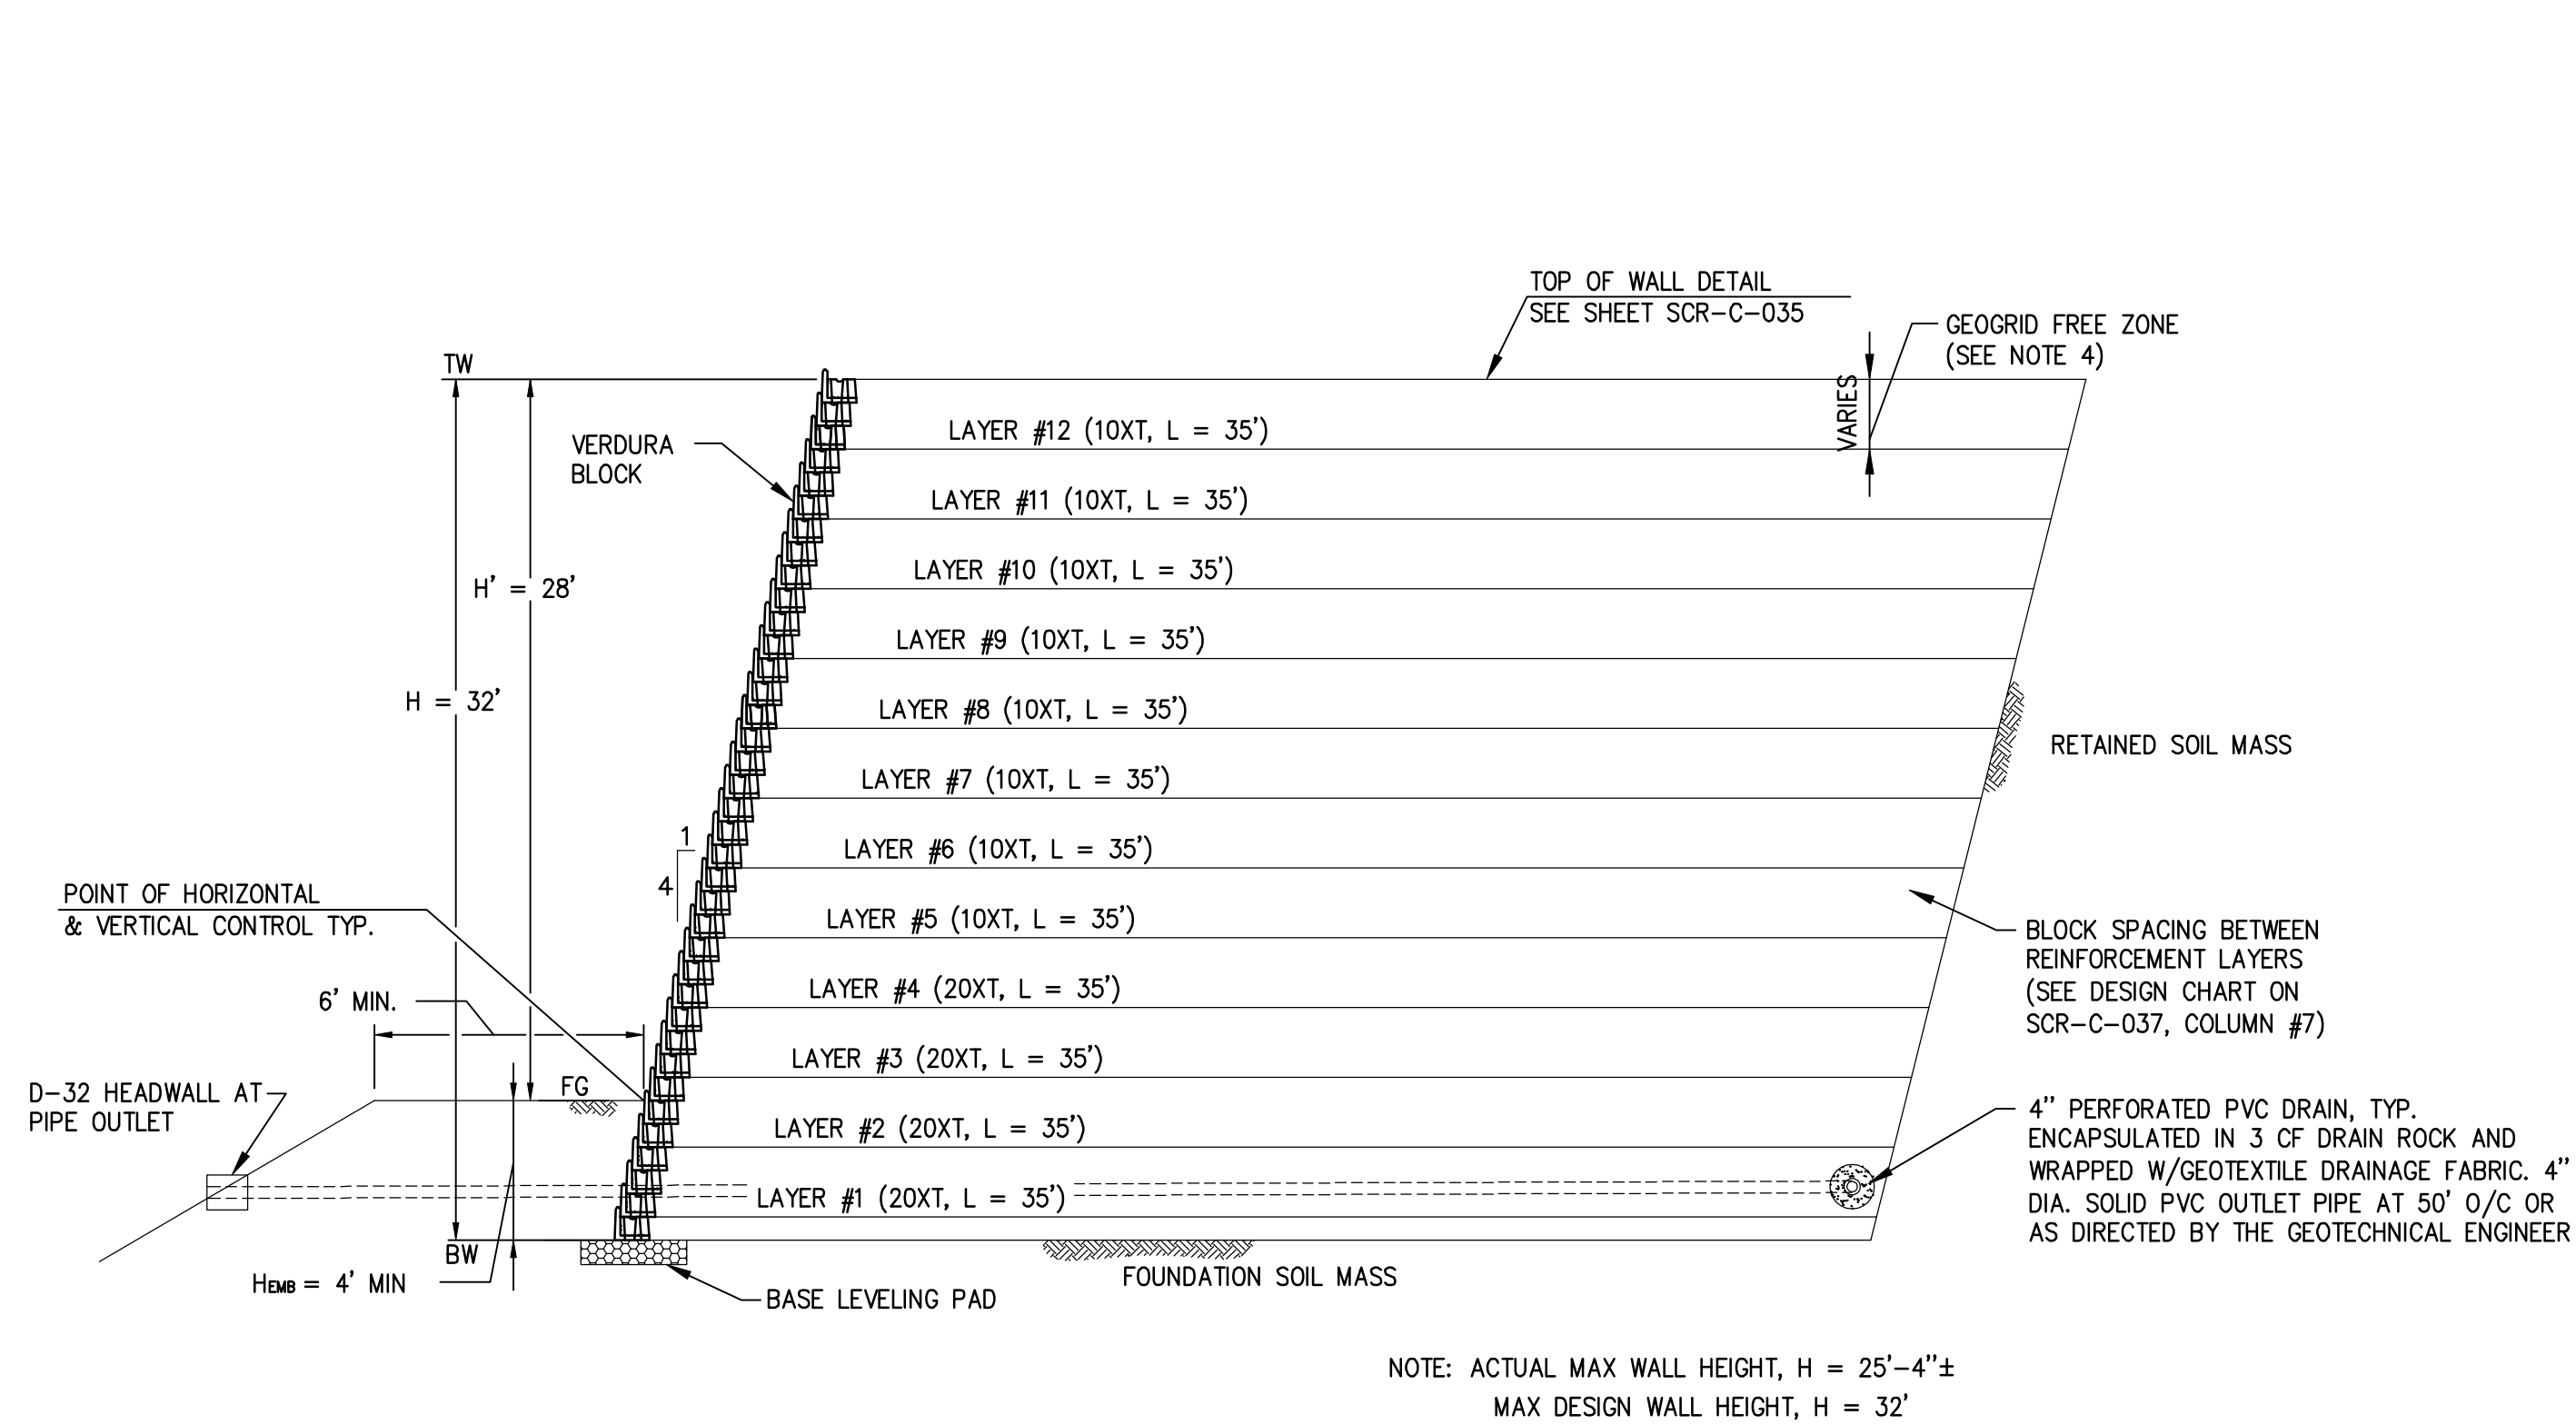 TOP OF WALL DETAIL
SEE SHEET SCR-C-035
GEOGRID FREE ZONE
(SEE NOTE 4)
TW
VARIES
LAYER #12 (10XT, L = 35')
VERDURA
BLOCK
LAYER #11 (10XT, L = 35')
LAYER #10 (10XT, L = 35')
H' = 28'
LAYER #9 (10XT, L = 35')
H = 32'
LAYER #8 (10XT, L = 35')
RETAINED SOIL MASS
LAYER #7 (10XT, L = 35')
1
4
LAYER #6 (10XT, L = 35')
POINT OF HORIZONTAL
& VERTICAL CONTROL TYP.
LAYER #5 (10XT, L = 35')
BLOCK SPACING BETWEEN
REINFORCEMENT LAYERS
(SEE DESIGN CHART ON
SCR-C-037, COLUMN #7)
6' MIN.
LAYER #4 (20XT, L = 35')
LAYER #3 (20XT, L = 35')
D-32 HEADWALL AT
PIPE OUTLET
FG
LAYER #2 (20XT, L = 35')
4" PERFORATED PVC DRAIN, TYP.
ENCAPSULATED IN 3 CF DRAIN ROCK AND
WRAPPED W/GEOTEXTILE DRAINAGE FABRIC. 4"
DIA. SOLID PVC OUTLET PIPE AT 50' O/C OR
AS DIRECTED BY THE GEOTECHNICAL ENGINEER
LAYER #1 (20XT, L = 35')
BW
HEMB = 4' MIN
FOUNDATION SOIL MASS
BASE LEVELING PAD
NOTE: ACTUAL MAX WALL HEIGHT, H = 25'-4"±
MAX DESIGN WALL HEIGHT, H = 32'